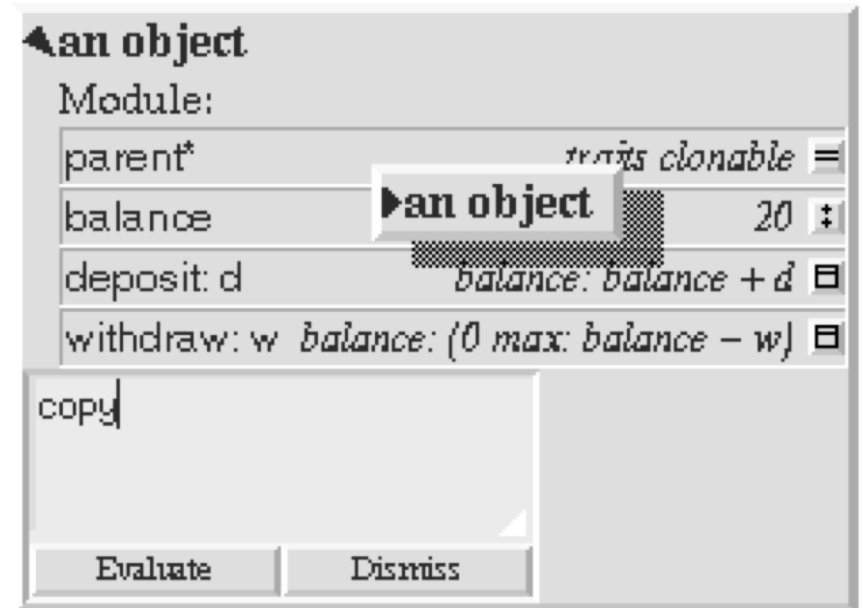 an object
Module:
parent* traits clonable =
an object
balance 20
deposit: d balance: balance + d
withdraw: w balance: (0 max: balance – w)
copy
Evaluate Dismiss